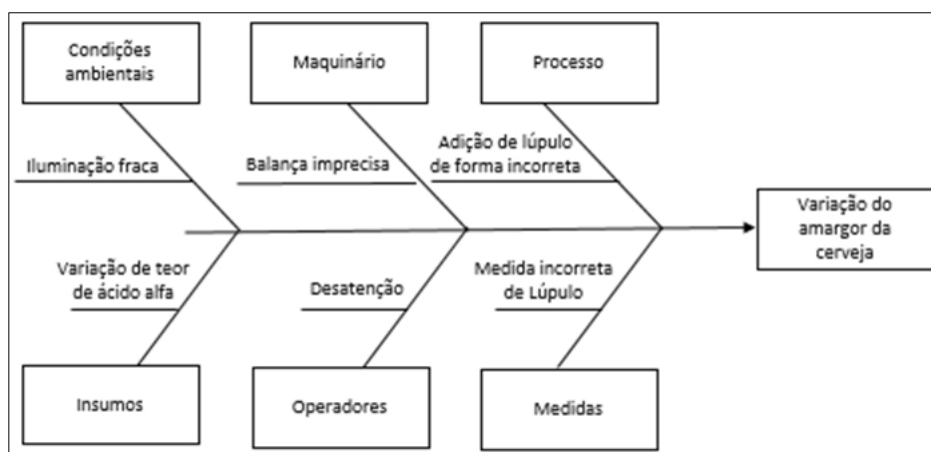 Condições
ambientais
Maquinário
Processo
Iluminação fraca
Balança imprecisa
Adição de lúpulo
de forma incorreta
Variação do
amargor da
cerveja
Variação de teor
de ácido alfa
Desatenção
Medida incorreta
de Lúpulo
Insumos
Operadores
Medidas